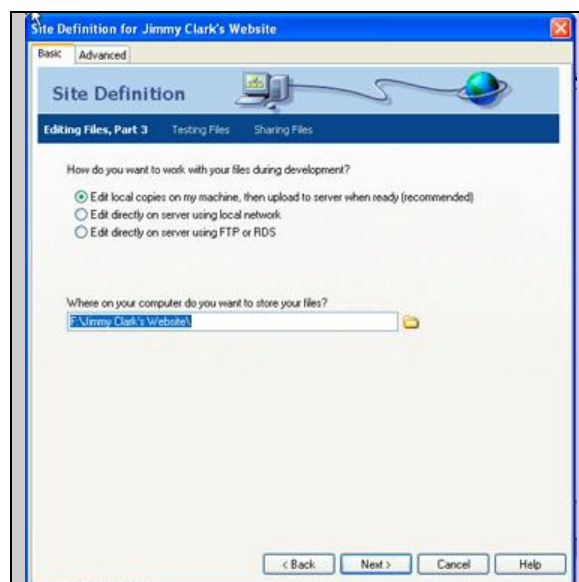 Site Definition for Jimmy Clark's Website
Basic Advanced
Site Definition
Editing Files, Part 3 Testing Files Sharing Files
How do you want to work with your files during development?
Edit local copies on my machine, then upload to server when ready (recommended)
Edit directly on server using local network
Edit directly on server using FTP or RDS
Where on your computer do you want to store your files?
F:\Jimmy Clark's Website\
< Back Next > Cancel Help